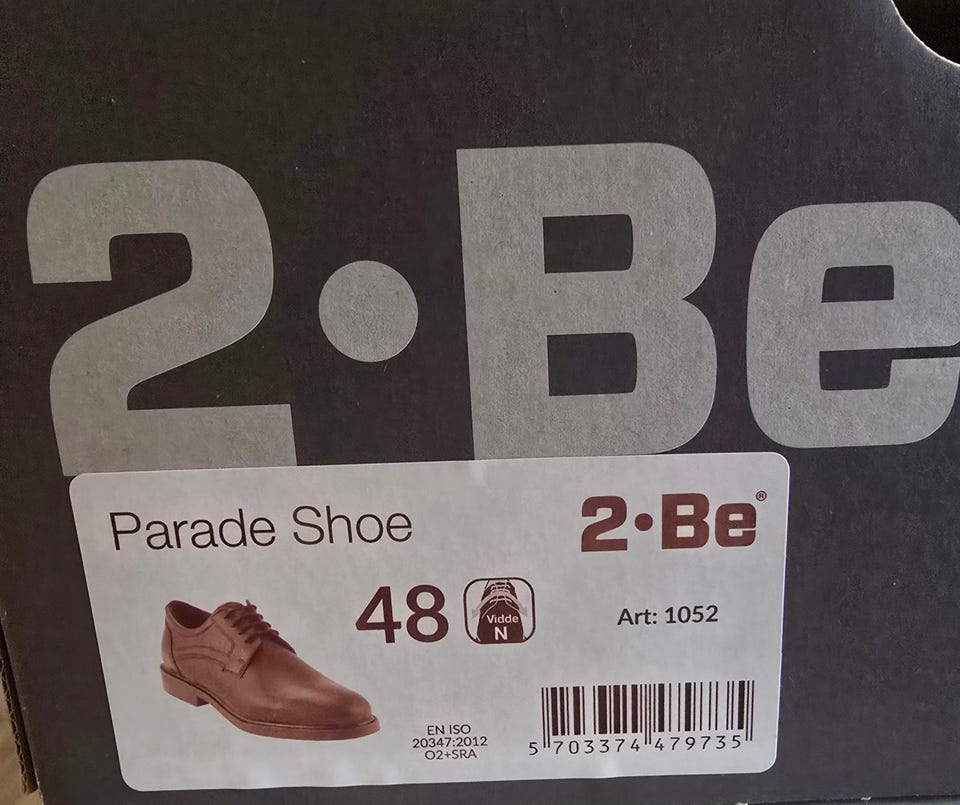 2·Be
Parade Shoe
2·Be®
48
Vidde
N
Art: 1052
EN ISO
20347:2012
O2+SRA
5 703374 479735